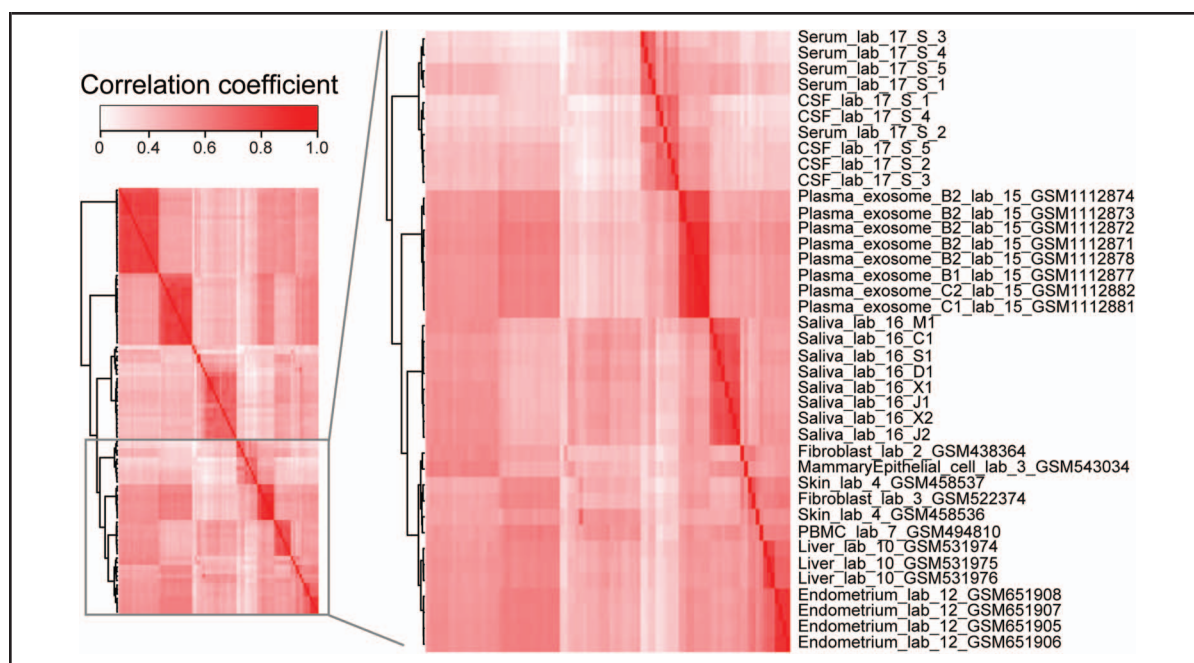 Correlation coefficient
0 0.4 0.6 0.8 1.0
Serum_lab_17_S_3
Serum_lab_17_S_4
Serum_lab_17_S_5
Serum_lab_17_S_1
CSF_lab_17_S_1
CSF_lab_17_S_4
Serum_lab_17_S_2
CSF_lab_17_S_5
CSF_lab_17_S_2
CSF_lab_17_S_3
Plasma_exosome_B2_lab_15_GSM1112874
Plasma_exosome_B2_lab_15_GSM1112873
Plasma_exosome_B2_lab_15_GSM1112872
Plasma_exosome_B2_lab_15_GSM1112871
Plasma_exosome_B2_lab_15_GSM1112878
Plasma_exosome_B1_lab_15_GSM1112877
Plasma_exosome_C2_lab_15_GSM1112882
Plasma_exosome_C1_lab_15_GSM1112881
Saliva_lab_16_M1
Saliva_lab_16_C1
Saliva_lab_16_S1
Saliva_lab_16_D1
Saliva_lab_16_X1
Saliva_lab_16_J1
Saliva_lab_16_X2
Saliva_lab_16_J2
Fibroblast_lab_2_GSM438364
MammaryEpithelial_cell_lab_3_GSM543034
Skin_lab_4_GSM458537
Fibroblast_lab_3_GSM522374
Skin_lab_4_GSM458536
PBMC_lab_7_GSM494810
Liver_lab_10_GSM531974
Liver_lab_10_GSM531975
Liver_lab_10_GSM531976
Endometrium_lab_12_GSM651908
Endometrium_lab_12_GSM651907
Endometrium_lab_12_GSM651905
Endometrium_lab_12_GSM651906